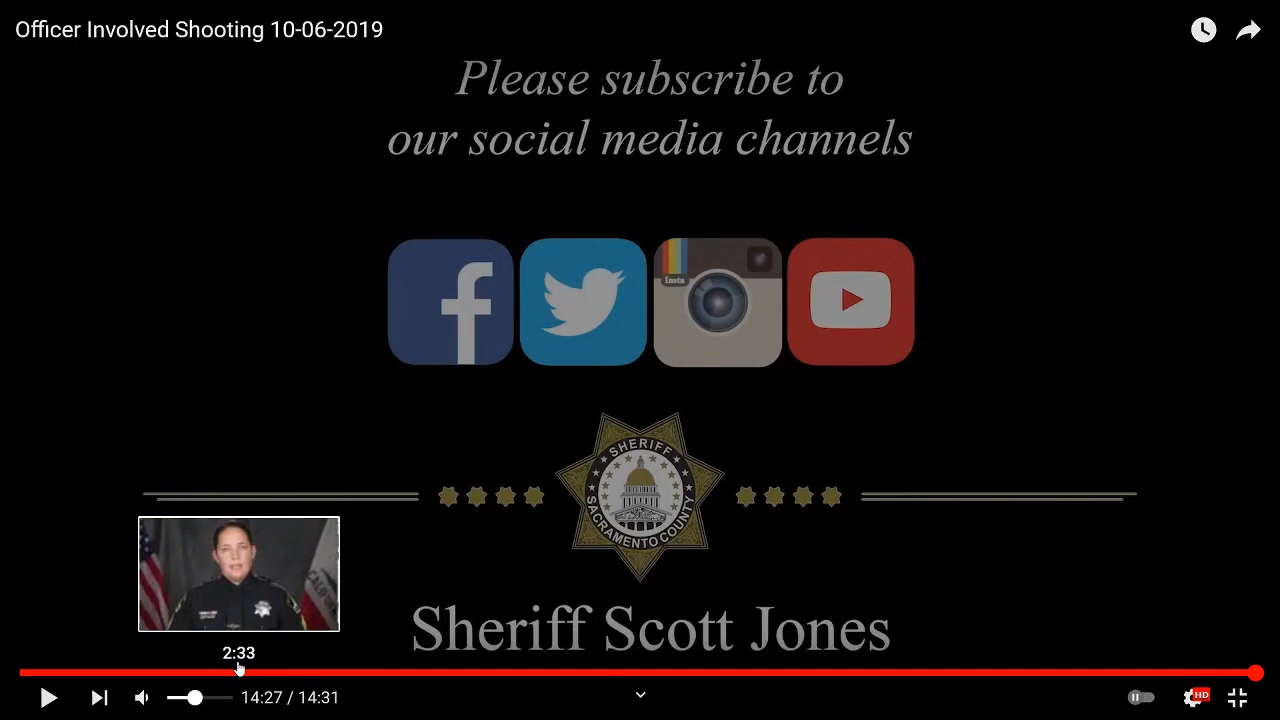 Officer Involved Shooting 10-06-2019
Please subscribe to
our social media channels
Insta
SHERIFF
SACRAMENTO COUNTY
2:33
Sheriff Scott Jones
14:27 / 14:31
HD